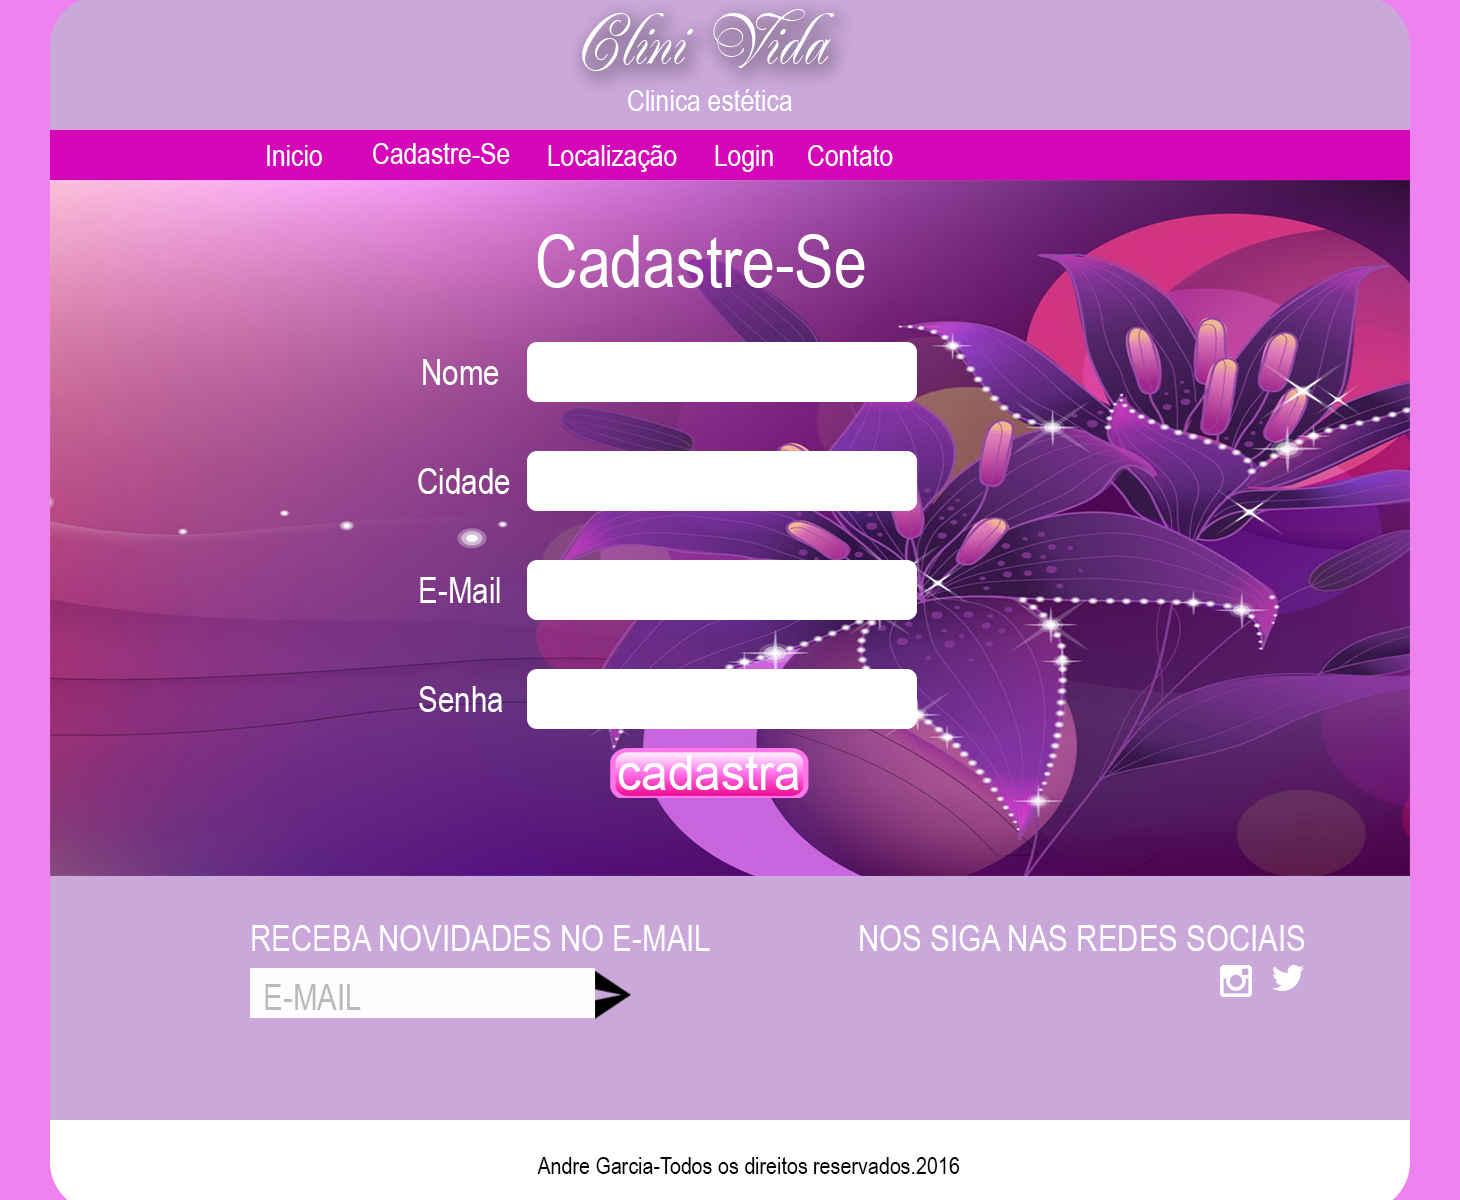 Clini Vida
Clinica estética
Inicio Cadastre-Se Localização Login Contato
Cadastre-Se
Nome
Cidade
E-Mail
Senha
cadastra
RECEBA NOVIDADES NO E-MAIL
NOS SIGA NAS REDES SOCIAIS
E-MAIL
Andre Garcia-Todos os direitos reservados.2016